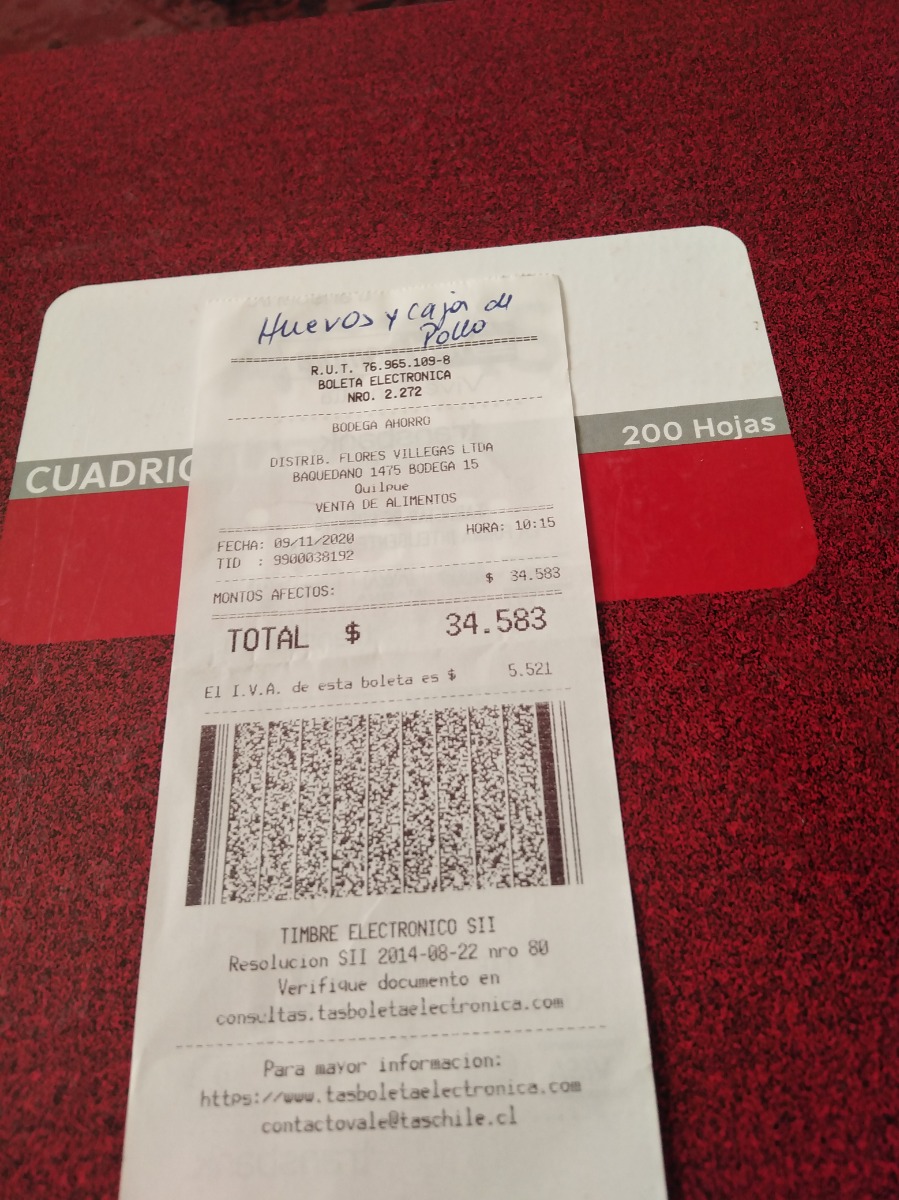 Huevos y caja de
Pollo
R.U.T. 76.965.109-8
BOLETA ELECTRONICA
NRO. 2.272
BODEGA AHORRO
DISTRIB. FLORES VILLEGAS LTDA
BAQUEDANO 1475 BODEGA 15
Quilpue
VENTA DE ALIMENTOS
FECHA: 09/11/2020 HORA: 10:15
TID : 9900038192
MONTOS AFECTOS: $ 34.583
TOTAL $ 34.583
El I.V.A. de esta boleta es $ 5.521
TIMBRE ELECTRONICO SII
Resolucion SII 2014-08-22 nro 80
Verifique documento en
consultas.tasboletaelectronica.com
Para mayor informacion:
https://www.tasboletaelectronica.com
contactovale@taschile.cl
CUADRIC
200 Hojas